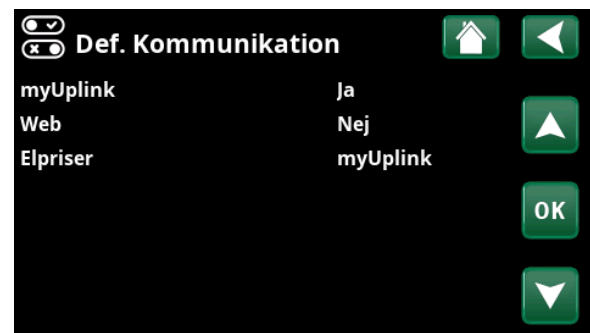 Def. Kommunikation
myUplink Ja
Web Nej
Elpriser myUplink
OK